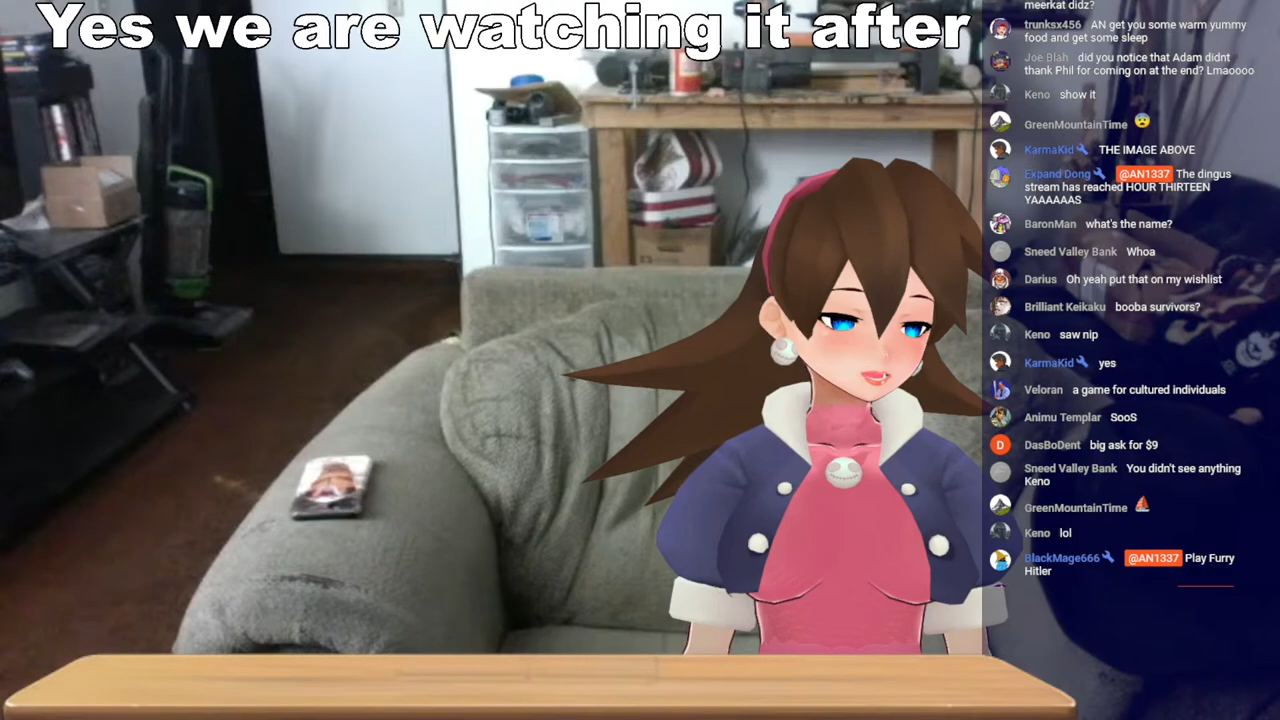 Yes we are watching it after
meerkat didz?
trunksx456 AN get you some warm yummy
food and get some sleep
Joe Blah did you notice that Adam didnt
thank Phil for coming on at the end? Lmaoooo
Keno show it
GreenMountainTime
KarmaKid THE IMAGE ABOVE
Expand Dong @AN1337 The dingus
stream has reached HOUR THIRTEEN
YAAAAAS
BaronMan what's the name?
Sneed Valley Bank Whoa
Darius Oh yeah put that on my wishlist
Brilliant Keikaku booba survivors?
Keno saw nip
KarmaKid yes
Veloran a game for cultured individuals
Animu Templar SooS
D DasBoDent big ask for $9
Sneed Valley Bank You didn't see anything
Keno
GreenMountainTime
Keno lol
BlackMage666 @AN1337 Play Furry
Hitler